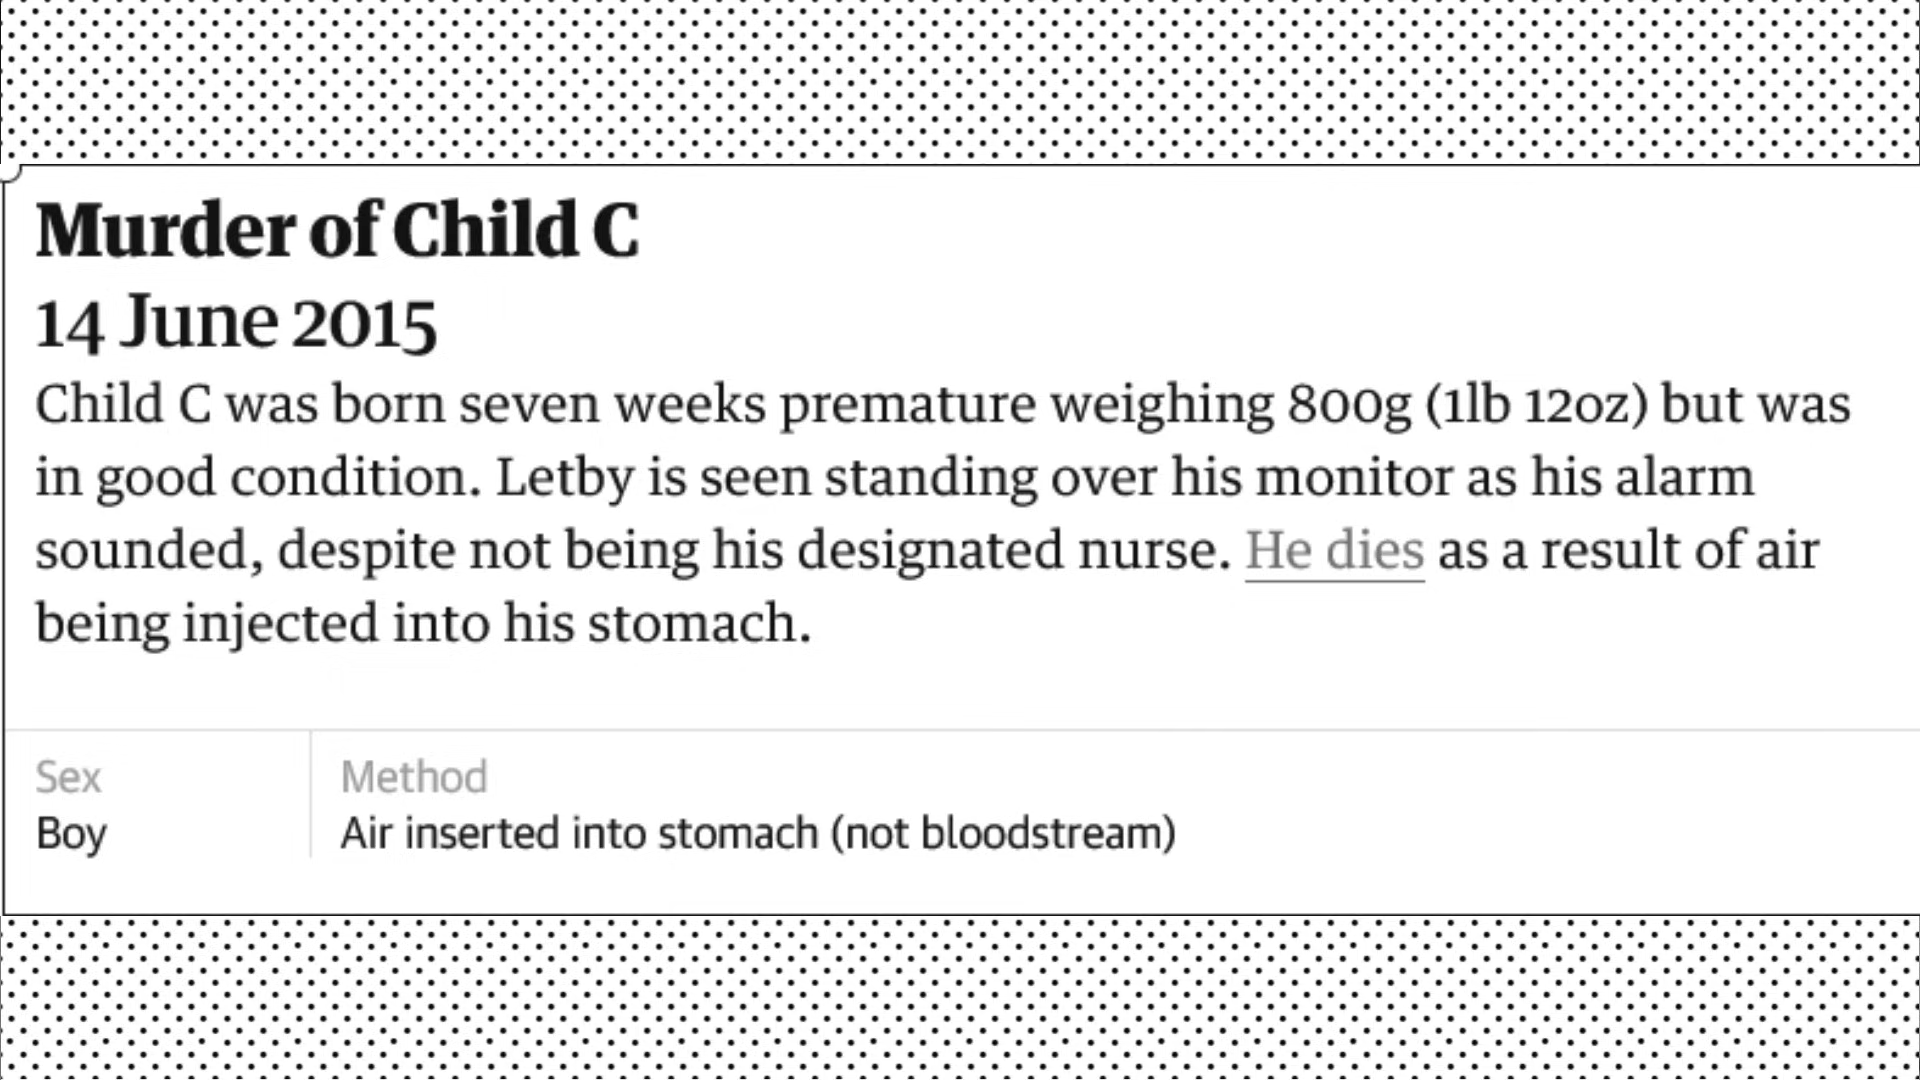 Murder of Child C
14 June 2015
Child C was born seven weeks premature weighing 800g (1lb 12oz) but was
in good condition. Letby is seen standing over his monitor as his alarm
sounded, despite not being his designated nurse. He dies as a result of air
being injected into his stomach.
Sex
Boy
Method
Air inserted into stomach (not bloodstream)